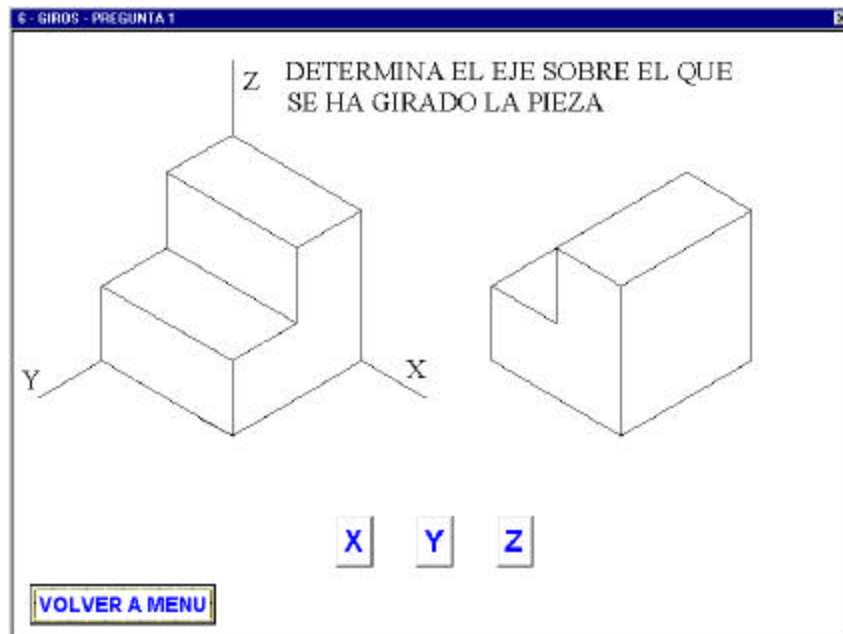 6 - GIROS - PREGUNTA 1
Z
DETERMINA EL EJE SOBRE EL QUE
SE HA GIRADO LA PIEZA
Y
X
X Y Z
VOLVER A MENU